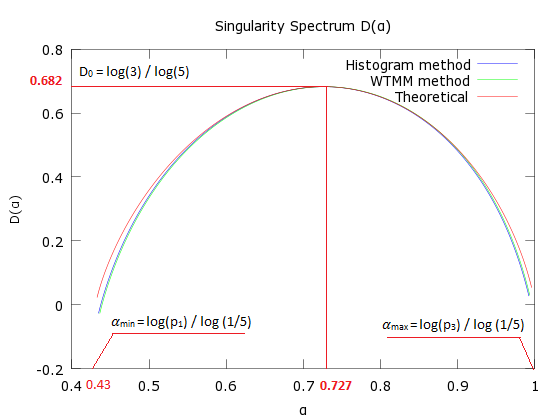 Singularity Spectrum D(α)
0.8
D₀ = log(3) / log(5)
0.682
Histogram method
WTMM method
Theoretical
0.6
0.4
D(α)
0.2
0
αmin = log(p₁) / log (1/5)
αmax = log(p₃) / log (1/5)
-0.2
0.4 0.43 0.5 0.6 0.7 0.727 0.8 0.9 1
α